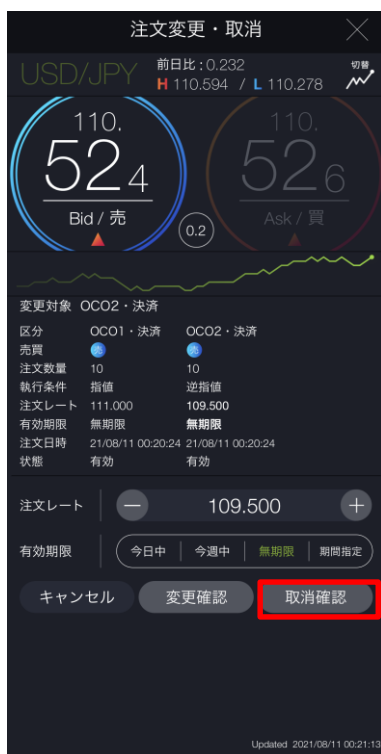 注文変更・取消
USD/JPY 前日比:0.232 切替
H 110.594 / L 110.278
110. 110.
524 526
Bid / 売 0.2 Ask / 買
変更対象 OCO2・決済
区分 OCO1・決済 OCO2・決済
売買 売 売
注文数量 10 10
執行条件 指値 逆指値
注文レート 111.000 109.500
有効期限 無期限 無期限
注文日時 21/08/11 00:20:24 21/08/11 00:20:24
状態 有効 有効
注文レート − 109.500 +
有効期限 今日中 今週中 無期限 期間指定
キャンセル 変更確認 取消確認
Updated 2021/08/11 00:21:13